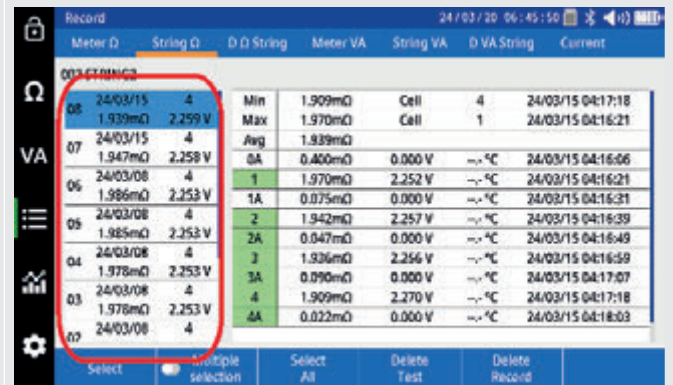 Record 24/03/20 06:45:50
Meter Ω String Ω D Ω String Meter VA String VA D VA String Current
002 STRING2
Ω
VA
08 24/03/15 4
1.939mΩ 2.259 V
07 24/03/15 4
1.947mΩ 2.258 V
06 24/03/08 4
1.986mΩ 2.253 V
05 24/03/08 4
1.985mΩ 2.253 V
04 24/03/08 4
1.978mΩ 2.253 V
03 24/03/08 4
1.978mΩ 2.253 V
02 24/03/08 4
Min 1.909mΩ Cell 4 24/03/15 04:17:18
Max 1.970mΩ Cell 1 24/03/15 04:16:21
Avg 1.939mΩ
0A 0.400mΩ 0.000 V --.- ℃ 24/03/15 04:16:06
1 1.970mΩ 2.252 V --.- ℃ 24/03/15 04:16:21
1A 0.075mΩ 0.000 V --.- ℃ 24/03/15 04:16:31
2 1.942mΩ 2.257 V --.- ℃ 24/03/15 04:16:39
2A 0.047mΩ 0.000 V --.- ℃ 24/03/15 04:16:49
3 1.936mΩ 2.256 V --.- ℃ 24/03/15 04:16:59
3A 0.090mΩ 0.000 V --.- ℃ 24/03/15 04:17:07
4 1.909mΩ 2.270 V --.- ℃ 24/03/15 04:17:18
4A 0.022mΩ 0.000 V --.- ℃ 24/03/15 04:18:03
Select Multiple selection Select All Delete Test Delete Record